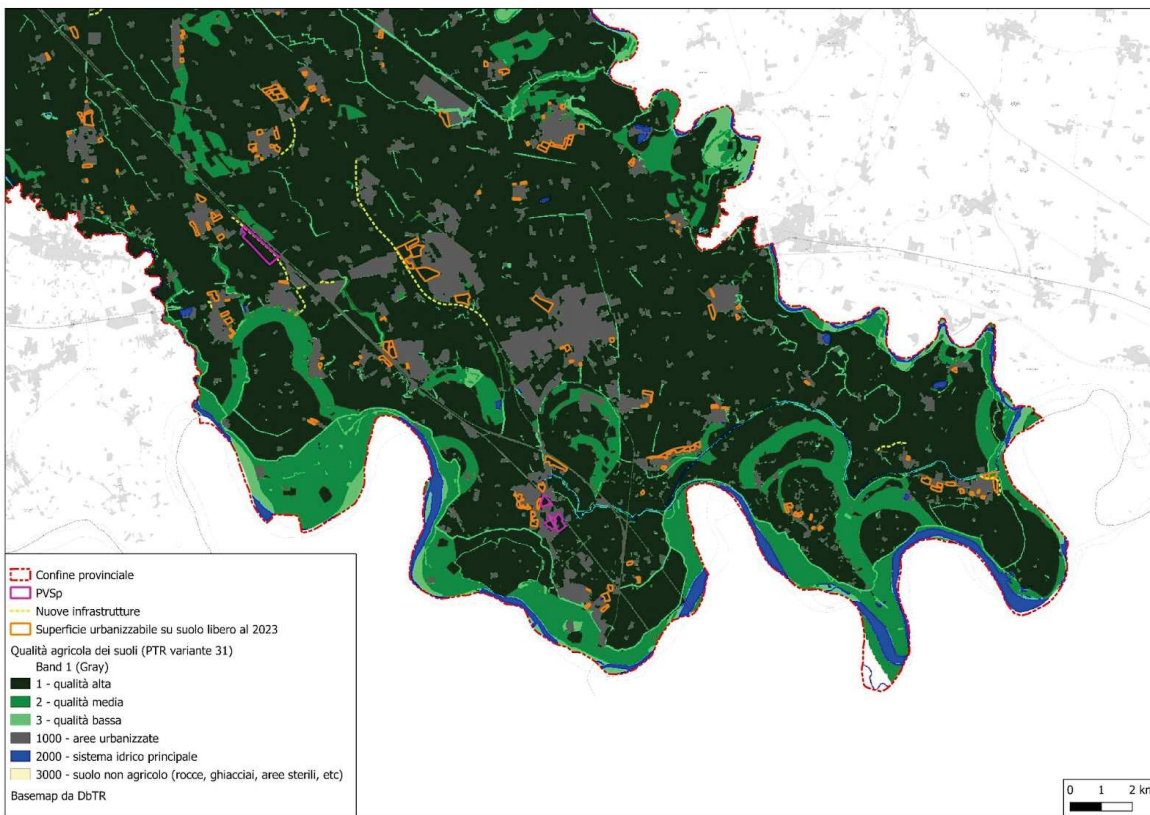 Confine provinciale
PVSp
Nuove infrastrutture
Superficie urbanizzabile su suolo libero al 2023
Qualità agricola dei suoli (PTR variante 31)
Band 1 (Gray)
1 - qualità alta
2 - qualità media
3 - qualità bassa
1000 - aree urbanizzate
2000 - sistema idrico principale
3000 - suolo non agricolo (rocce, ghiacciai, aree sterili, etc)
Basemap da DbTR
0 1 2 km